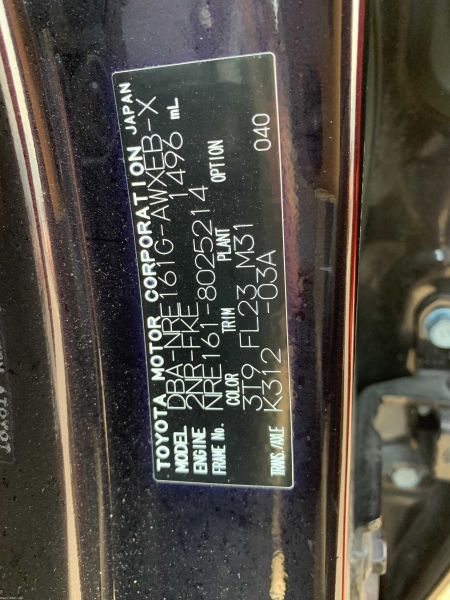 TOYOTA MOTOR CORPORATION JAPAN
MODEL DBA-NRE161G-AWXEB-X
ENGINE 2NR-FKE 1496 mL
FRAME No. NRE161-8025214
COLOR TRIM PLANT OPTION
3T9 FL23 M31 040
TRANS./AXLE K312 -03A